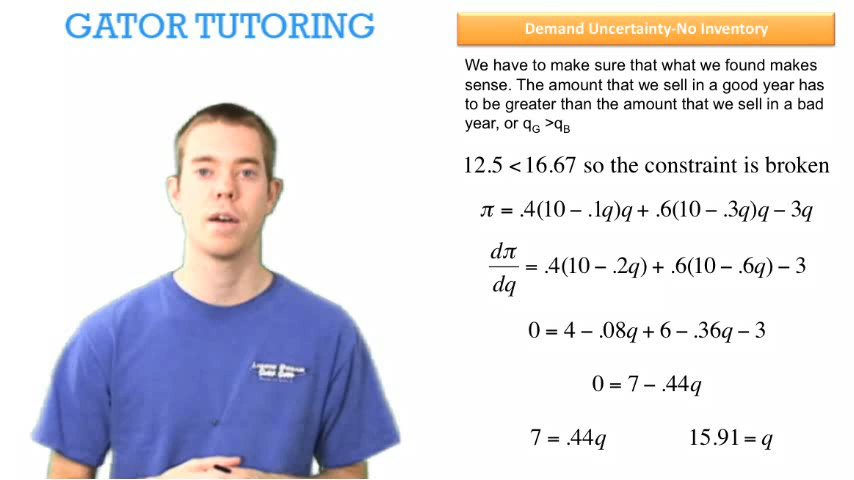 GATOR TUTORING
Demand Uncertainty-No Inventory
We have to make sure that what we found makes
sense. The amount that we sell in a good year has
to be greater than the amount that we sell in a bad
year, or q_G >q_B
12.5 < 16.67 so the constraint is broken
π = .4(10 − .1q)q + .6(10 − .3q)q − 3q
dπ/dq = .4(10 − .2q) + .6(10 − .6q) − 3
0 = 4 − .08q + 6 − .36q − 3
0 = 7 − .44q
7 = .44q 15.91 = q